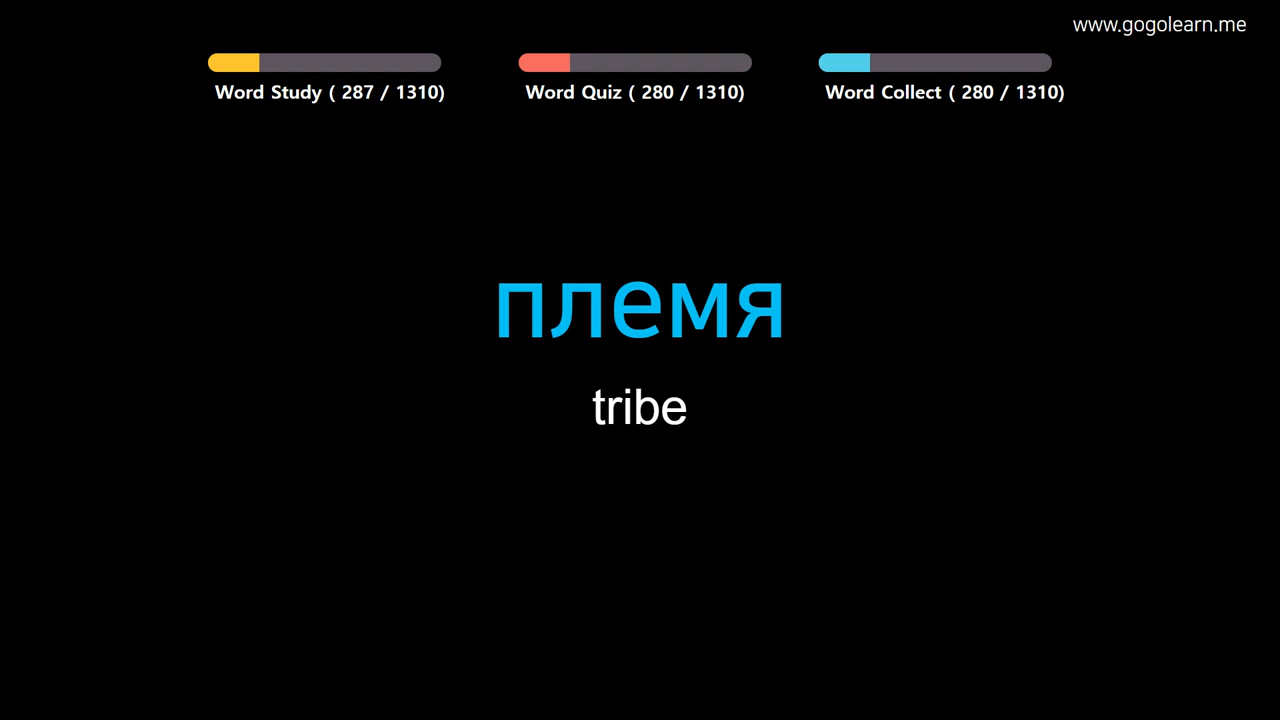 www.gogolearn.me
Word Study ( 287 / 1310)
Word Quiz ( 280 / 1310)
Word Collect ( 280 / 1310)
племя
tribe